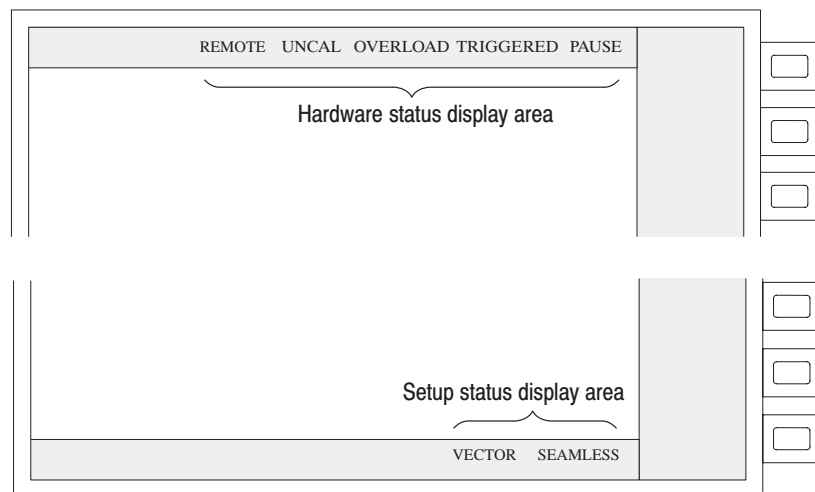 REMOTE UNCAL OVERLOAD TRIGGERED PAUSE
Hardware status display area
Setup status display area
VECTOR SEAMLESS